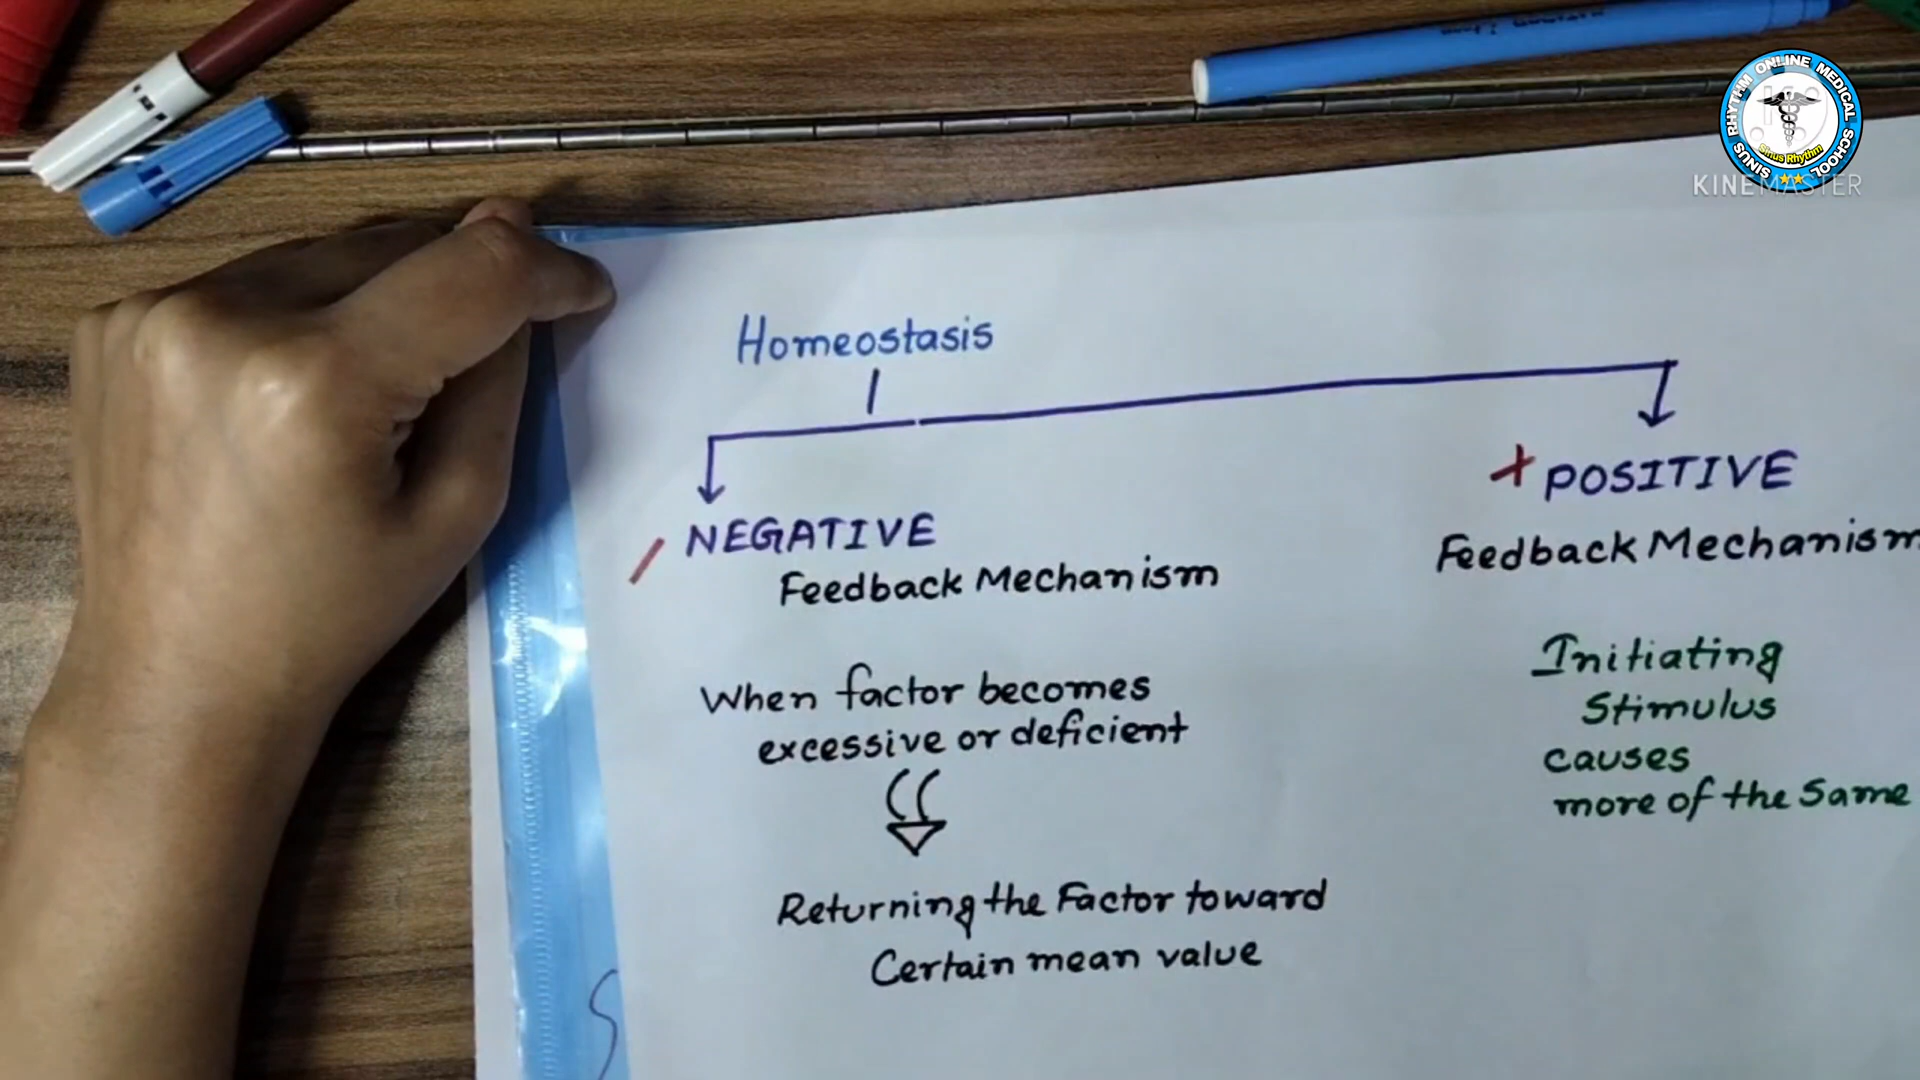 SINUS RHYTHM ONLINE MEDICAL SCHOOL
Sinus Rhythm
KINEMASTER
Homeostasis
NEGATIVE
Feedback Mechanism
When factor becomes
excessive or deficient
Returning the Factor toward
Certain mean value
+ POSITIVE
Feedback Mechanism
Initiating
Stimulus
causes
more of the Same